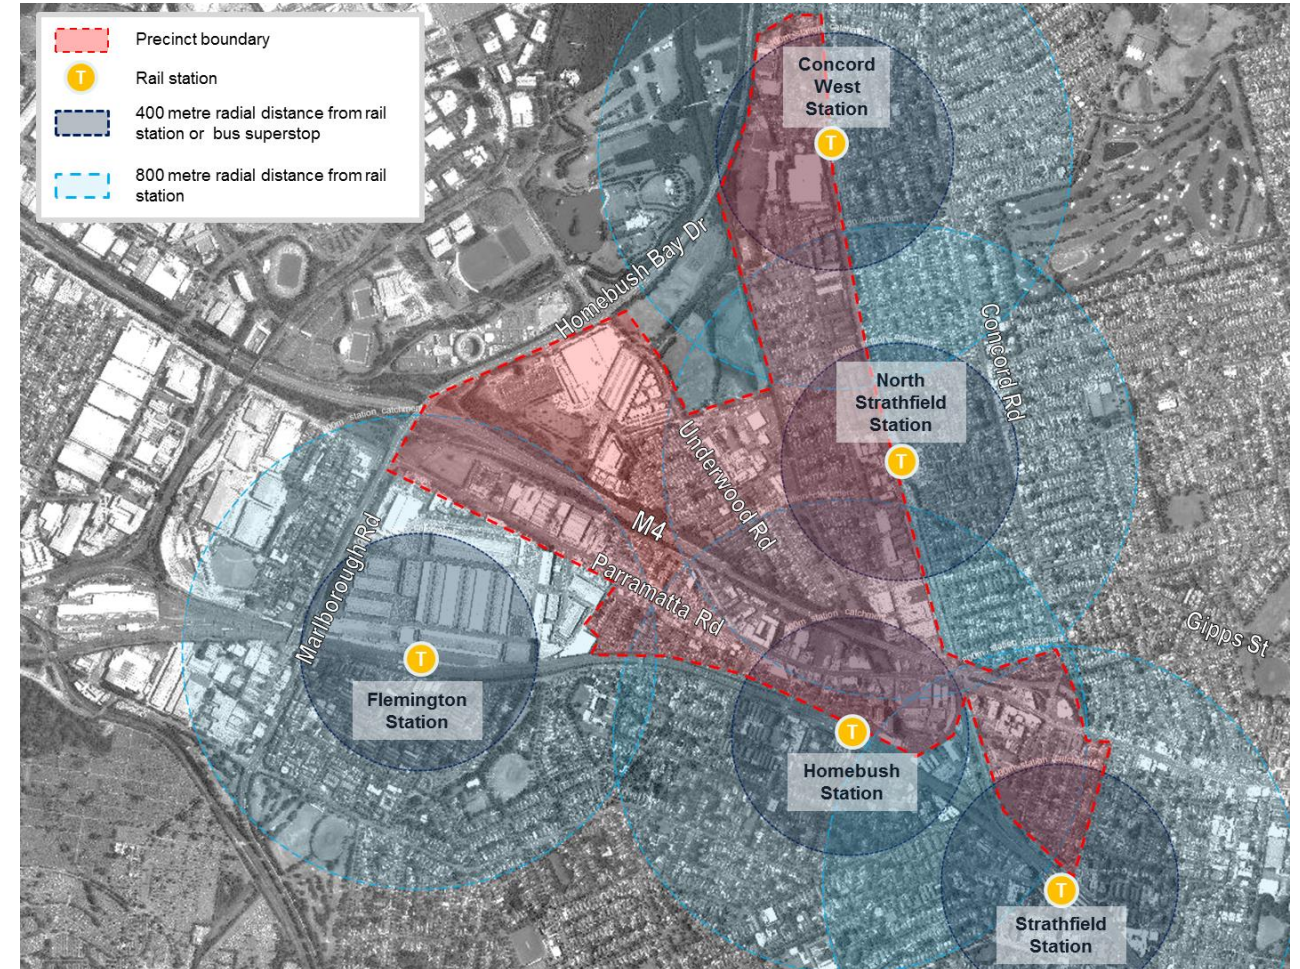 Precinct boundary
T
Rail station
400 metre radial distance from rail
station or bus superstop
800 metre radial distance from rail
station
Concord
West
Station
T
Homebush Bay Dr
Concord Rd
North
Strathfield
Station
T
Underwood Rd
M4
Marlborough Rd
Parramatta Rd
Gipps St
T
Flemington
Station
T
Homebush
Station
T
Strathfield
Station
station_catchment